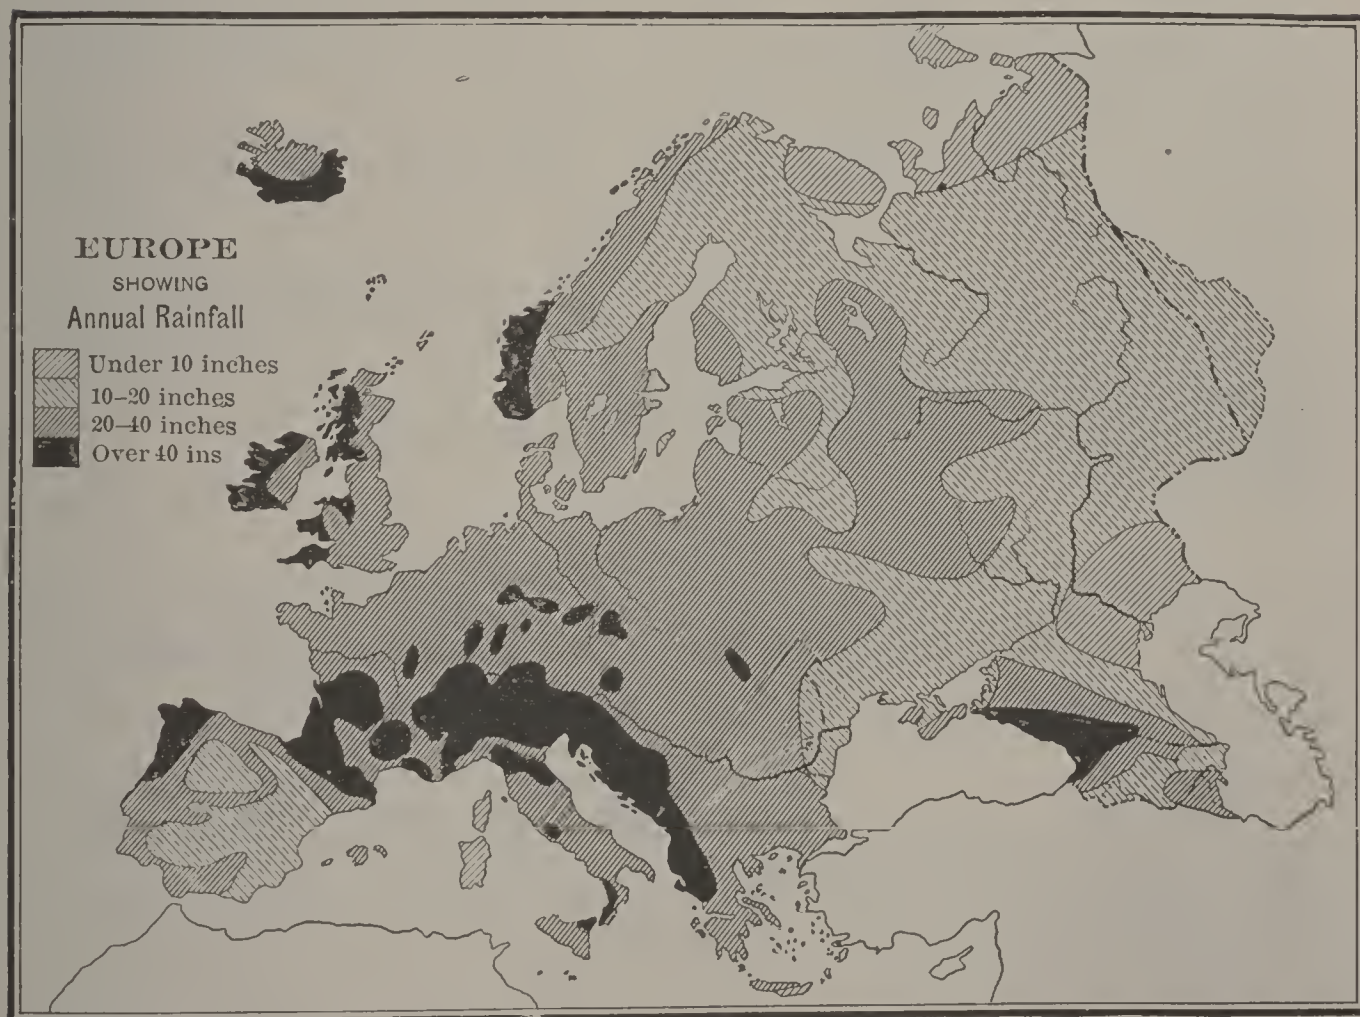 EUROPE
SHOWING
Annual Rainfall
Under 10 inches
10–20 inches
20–40 inches
Over 40 ins